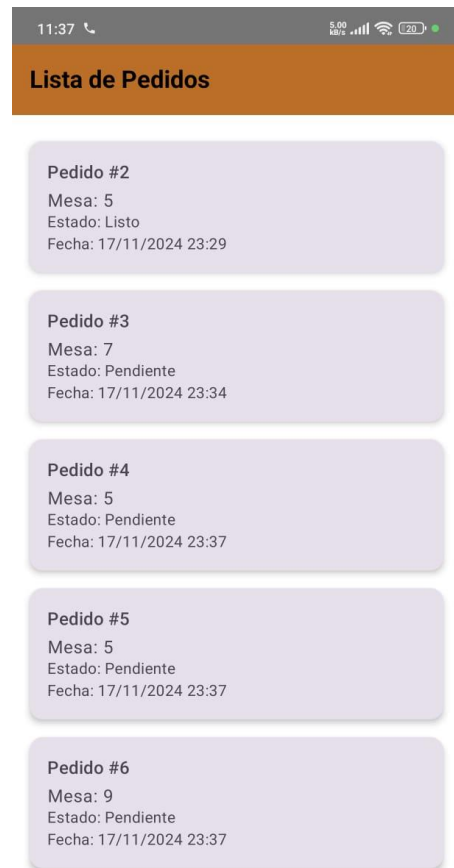 11:37
5.00
kB/s
20
Lista de Pedidos
Pedido #2
Mesa: 5
Estado: Listo
Fecha: 17/11/2024 23:29
Pedido #3
Mesa: 7
Estado: Pendiente
Fecha: 17/11/2024 23:34
Pedido #4
Mesa: 5
Estado: Pendiente
Fecha: 17/11/2024 23:37
Pedido #5
Mesa: 5
Estado: Pendiente
Fecha: 17/11/2024 23:37
Pedido #6
Mesa: 9
Estado: Pendiente
Fecha: 17/11/2024 23:37